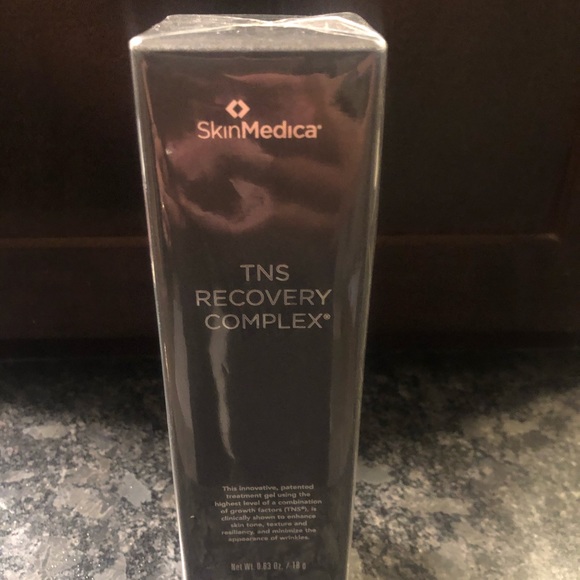 SkinMedica®
TNS
RECOVERY
COMPLEX®
This innovative, patented
treatment gel using the
highest level of a combination
of growth factors (TNS®), is
clinically shown to enhance
skin tone, texture and
resiliency, and minimize the
appearance of wrinkles.
Net Wt. 0.63 Oz. / 18 g